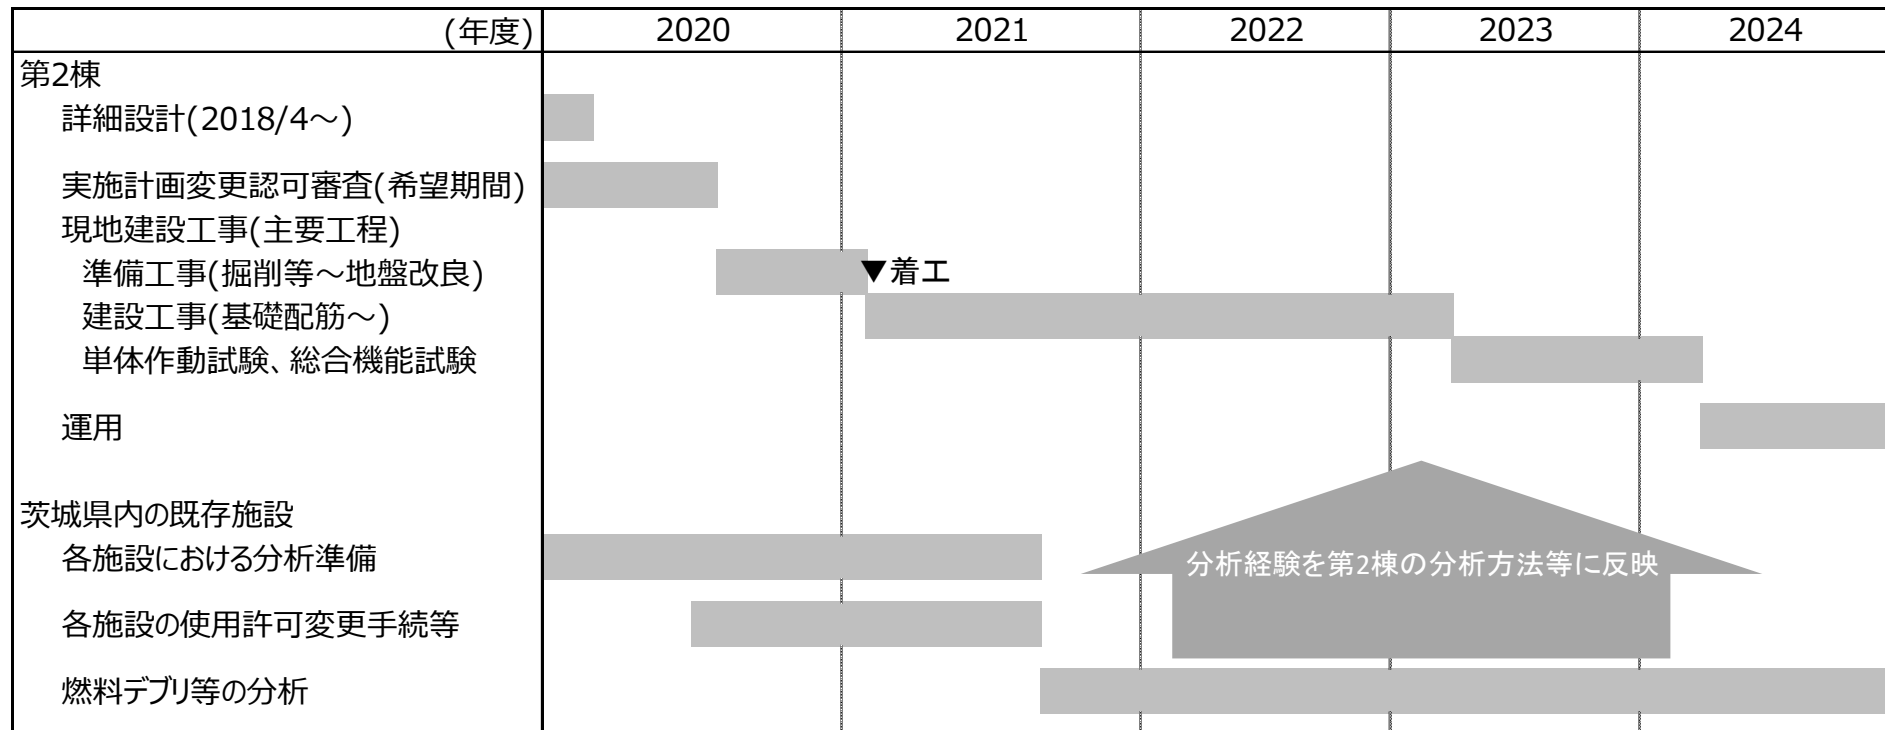 (年度) 2020 2021 2022 2023 2024
第2棟
詳細設計(2018/4～)
実施計画変更認可審査(希望期間)
現地建設工事(主要工程)
準備工事(掘削等～地盤改良) ▼着工
建設工事(基礎配筋～)
単体作動試験、総合機能試験
運用
茨城県内の既存施設
各施設における分析準備
分析経験を第2棟の分析方法等に反映
各施設の使用許可変更手続等
燃料デブリ等の分析